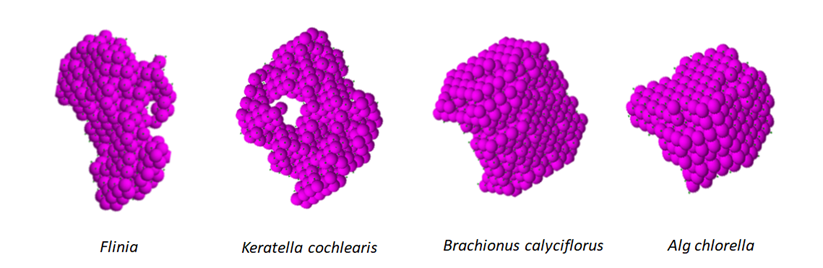 Flinia
Keratella cochlearis
Brachionus calyciflorus
Alg chlorella